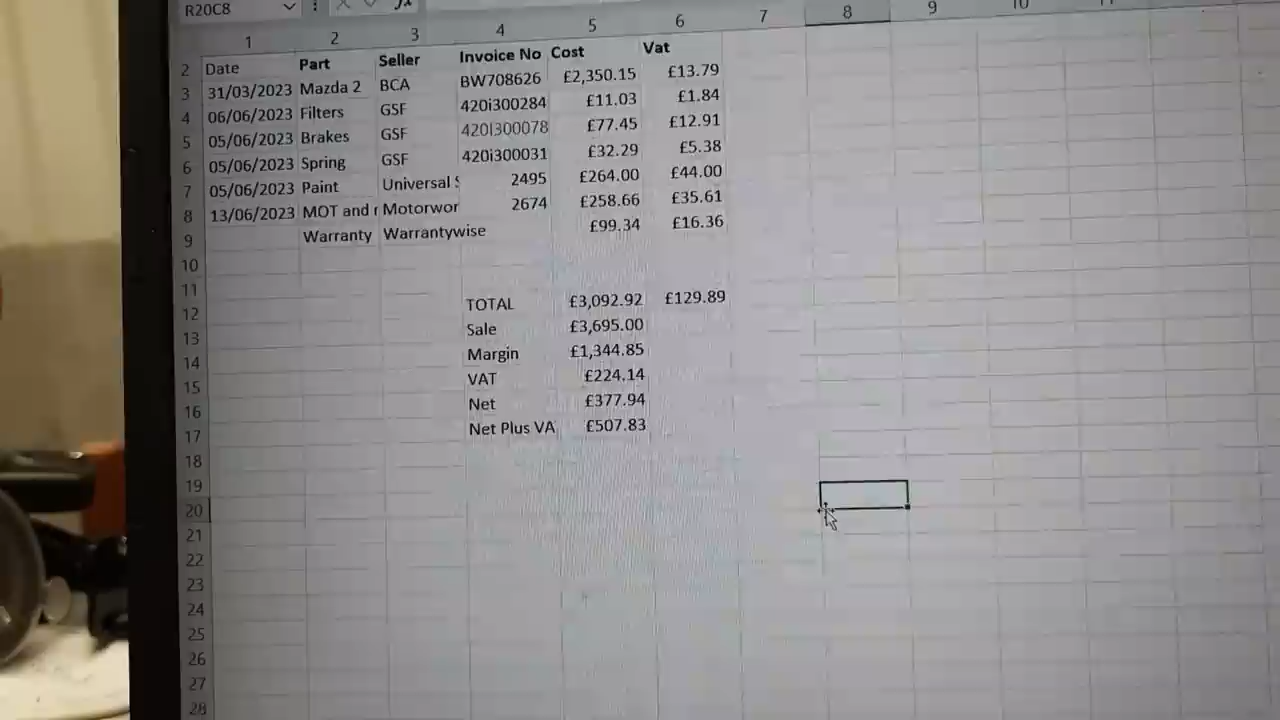 R20C8
1 2 3 4 5 6 7 8 9 10 11
2 Date Part Seller Invoice No Cost Vat
3 31/03/2023 Mazda 2 BCA BW708626 £2,350.15 £13.79
4 06/06/2023 Filters GSF 420i300284 £11.03 £1.84
5 05/06/2023 Brakes GSF 420I300078 £77.45 £12.91
6 05/06/2023 Spring GSF 420i300031 £32.29 £5.38
7 05/06/2023 Paint Universal S 2495 £264.00 £44.00
8 13/06/2023 MOT and r Motorwor 2674 £258.66 £35.61
9 Warranty Warrantywise £99.34 £16.36
10
11
12 TOTAL £3,092.92 £129.89
13 Sale £3,695.00
14 Margin £1,344.85
15 VAT £224.14
16 Net £377.94
17 Net Plus VA £507.83
18
19
20
21
22
23
24
25
26
27
28